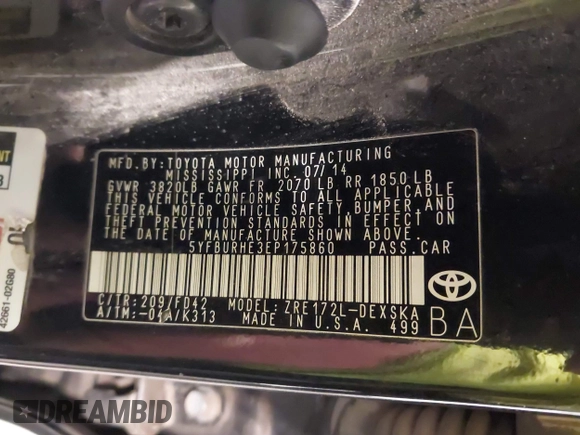 MFD.BY: TOYOTA MOTOR MANUFACTURING
MISSISSIPPI INC. 07/14
GVWR 3820LB GAWR FR 2070 LB RR 1850 LB
THIS VEHICLE CONFORMS TO ALL APPLICABLE
FEDERAL MOTOR VEHICLE SAFETY, BUMPER, AND
THEFT PREVENTION STANDARDS IN EFFECT ON
THE DATE OF MANUFACTURE SHOWN ABOVE.
5YFBURHE3EP175860 PASS.CAR
C/TR: 209/FD42 MODEL: ZRE172L-DEXSKA
A/TM: -04A/K313 MADE IN U.S.A. 499
BA
42661-02G80
DREAMBID